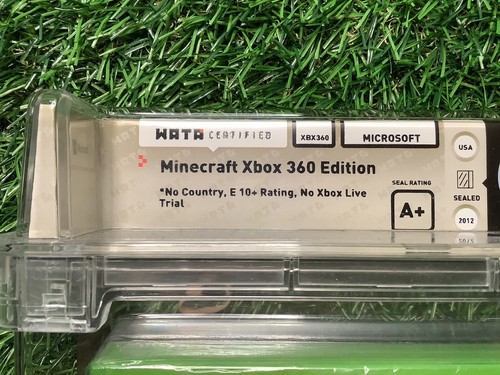 WATA CERTIFIED
XBX360
MICROSOFT
USA
Minecraft Xbox 360 Edition
*No Country, E 10+ Rating, No Xbox Live
Trial
SEAL RATING
A+
SEALED
2012